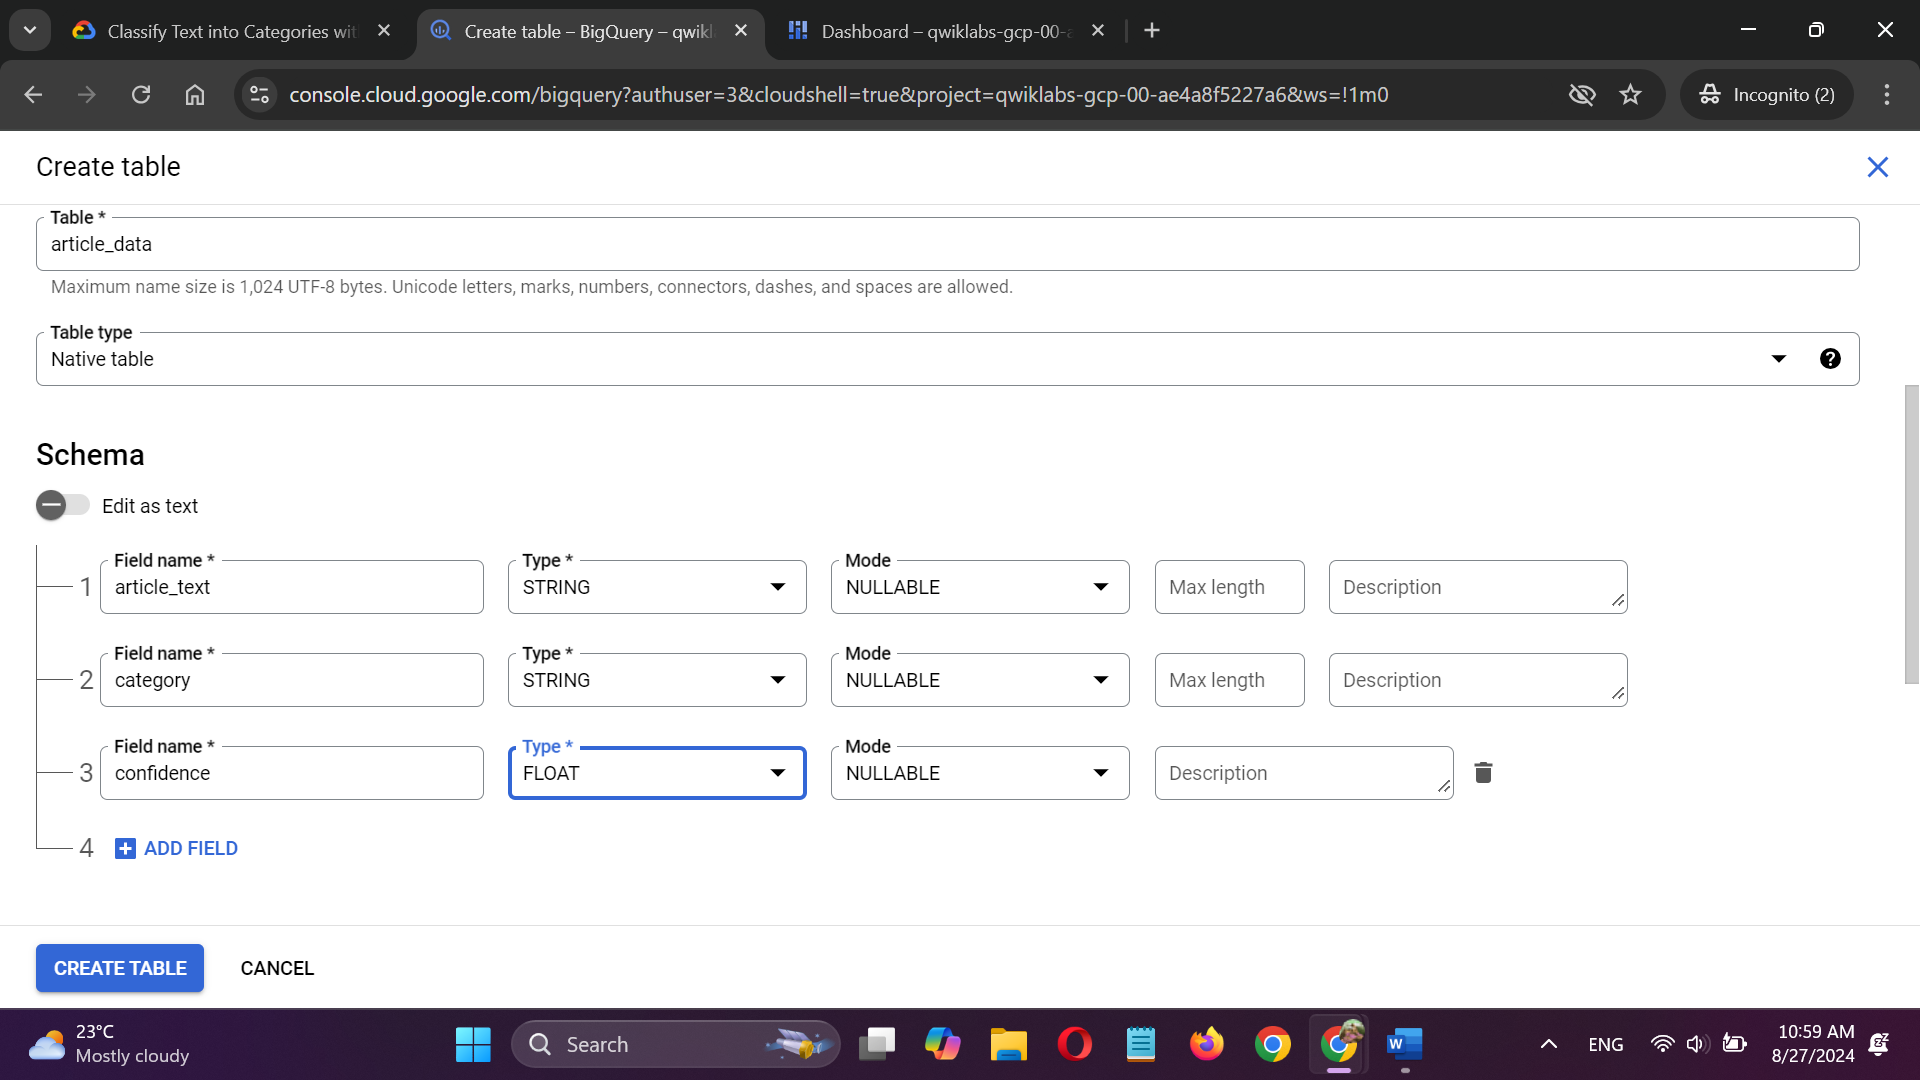 Classify Text into Categories wit
Create table – BigQuery – qwikl
Dashboard – qwiklabs-gcp-00-a
console.cloud.google.com/bigquery?authuser=3&cloudshell=true&project=qwiklabs-gcp-00-ae4a8f5227a6&ws=!1m0
Incognito (2)
Create table
Table *
article_data
Maximum name size is 1,024 UTF-8 bytes. Unicode letters, marks, numbers, connectors, dashes, and spaces are allowed.
Table type
Native table
Schema
Edit as text
Field name * Type * Mode
1 article_text STRING NULLABLE Max length Description
Field name * Type * Mode
2 category STRING NULLABLE Max length Description
Field name * Type * Mode
3 confidence FLOAT NULLABLE Description
4 ADD FIELD
CREATE TABLE CANCEL
23°C
Mostly cloudy
Search
ENG
10:59 AM
8/27/2024